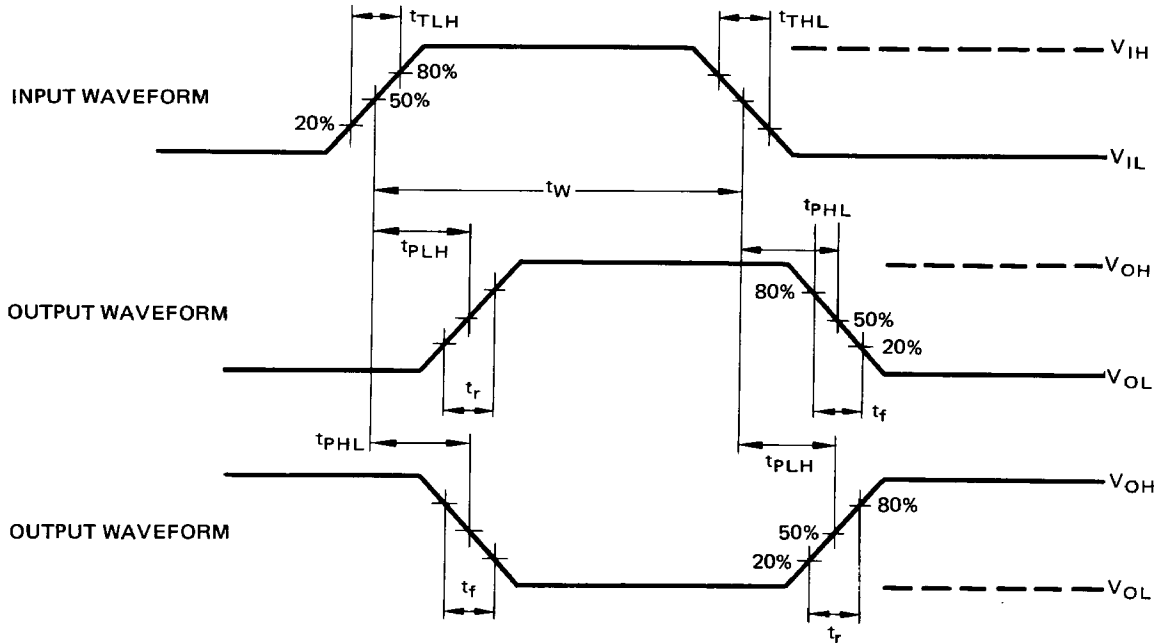 tTLH
tTHL
VIH
80%
INPUT WAVEFORM
50%
20%
VIL
tW
tPHL
tPLH
VOH
80%
OUTPUT WAVEFORM
50%
20%
VOL
tr
tf
tPHL
tPLH
VOH
80%
OUTPUT WAVEFORM
50%
20%
tf
VOL
tr